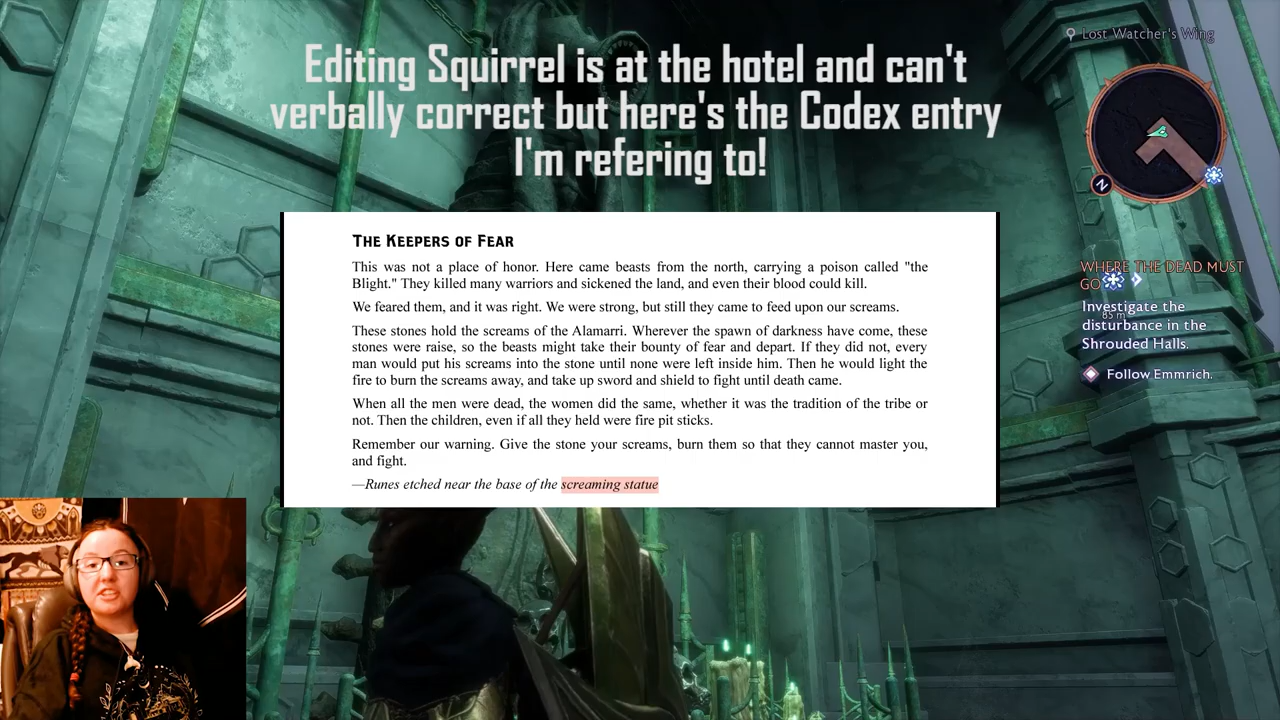 Editing Squirrel is at the hotel and can't
verbally correct but here's the Codex entry
I'm refering to!
Lost Watcher's Wing
N
THE KEEPERS OF FEAR
This was not a place of honor. Here came beasts from the north, carrying a poison called "the
Blight." They killed many warriors and sickened the land, and even their blood could kill.
We feared them, and it was right. We were strong, but still they came to feed upon our screams.
These stones hold the screams of the Alamarri. Wherever the spawn of darkness have come, these
stones were raise, so the beasts might take their bounty of fear and depart. If they did not, every
man would put his screams into the stone until none were left inside him. Then he would light the
fire to burn the screams away, and take up sword and shield to fight until death came.
When all the men were dead, the women did the same, whether it was the tradition of the tribe or
not. Then the children, even if all they held were fire pit sticks.
Remember our warning. Give the stone your screams, burn them so that they cannot master you,
and fight.
—Runes etched near the base of the screaming statue
WHERE THE DEAD MUST
GO
85 m
Investigate the
disturbance in the
Shrouded Halls.
Follow Emmrich.